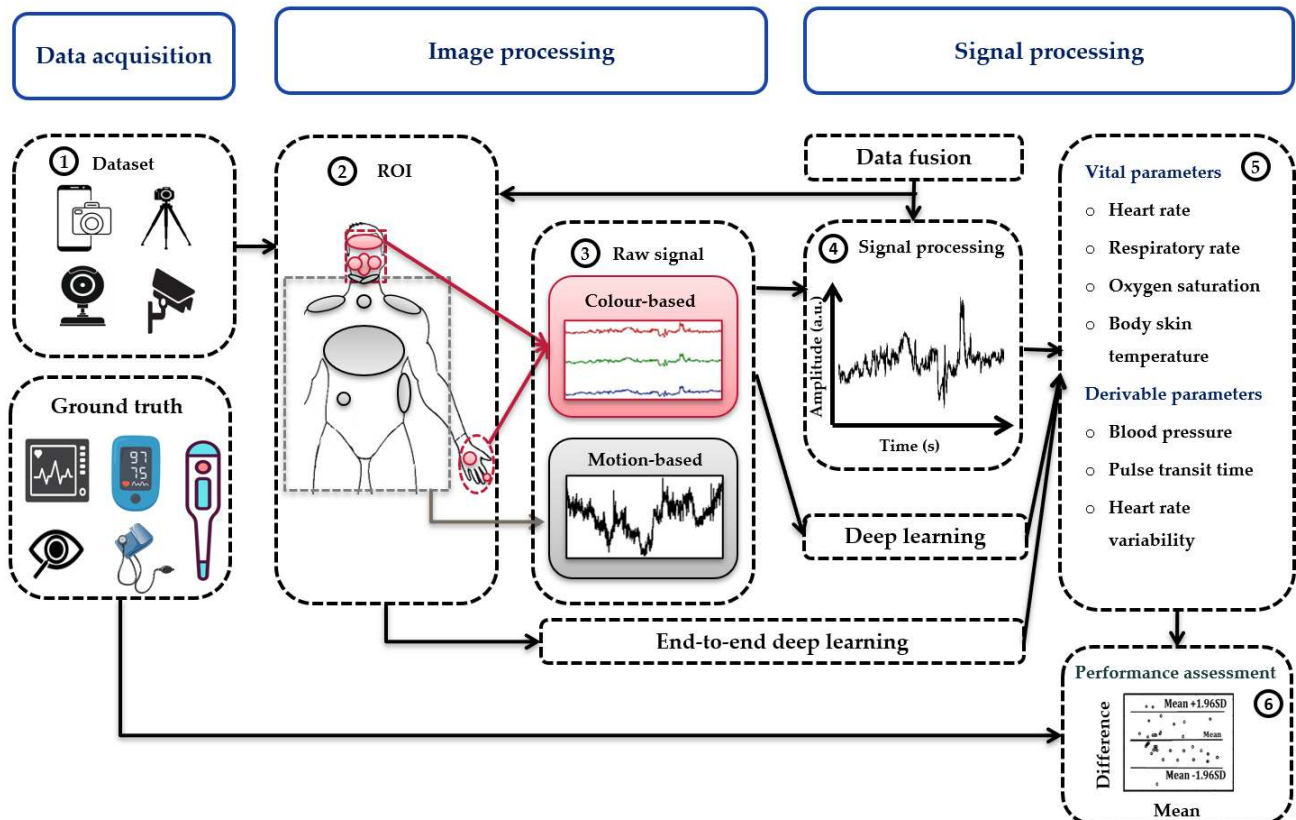 Data acquisition
Image processing
Signal processing
1 Dataset
Ground truth
97
75
2 ROI
3 Raw signal
Colour-based
Motion-based
Data fusion
4 Signal processing
Amplitude (a.u.)
Time (s)
Deep learning
End-to-end deep learning
5
Vital parameters
Heart rate
Respiratory rate
Oxygen saturation
Body skin
temperature
Derivable parameters
Blood pressure
Pulse transit time
Heart rate
variability
Performance assessment
6
Mean +1.96SD
Mean
Mean -1.96SD
Difference
Mean